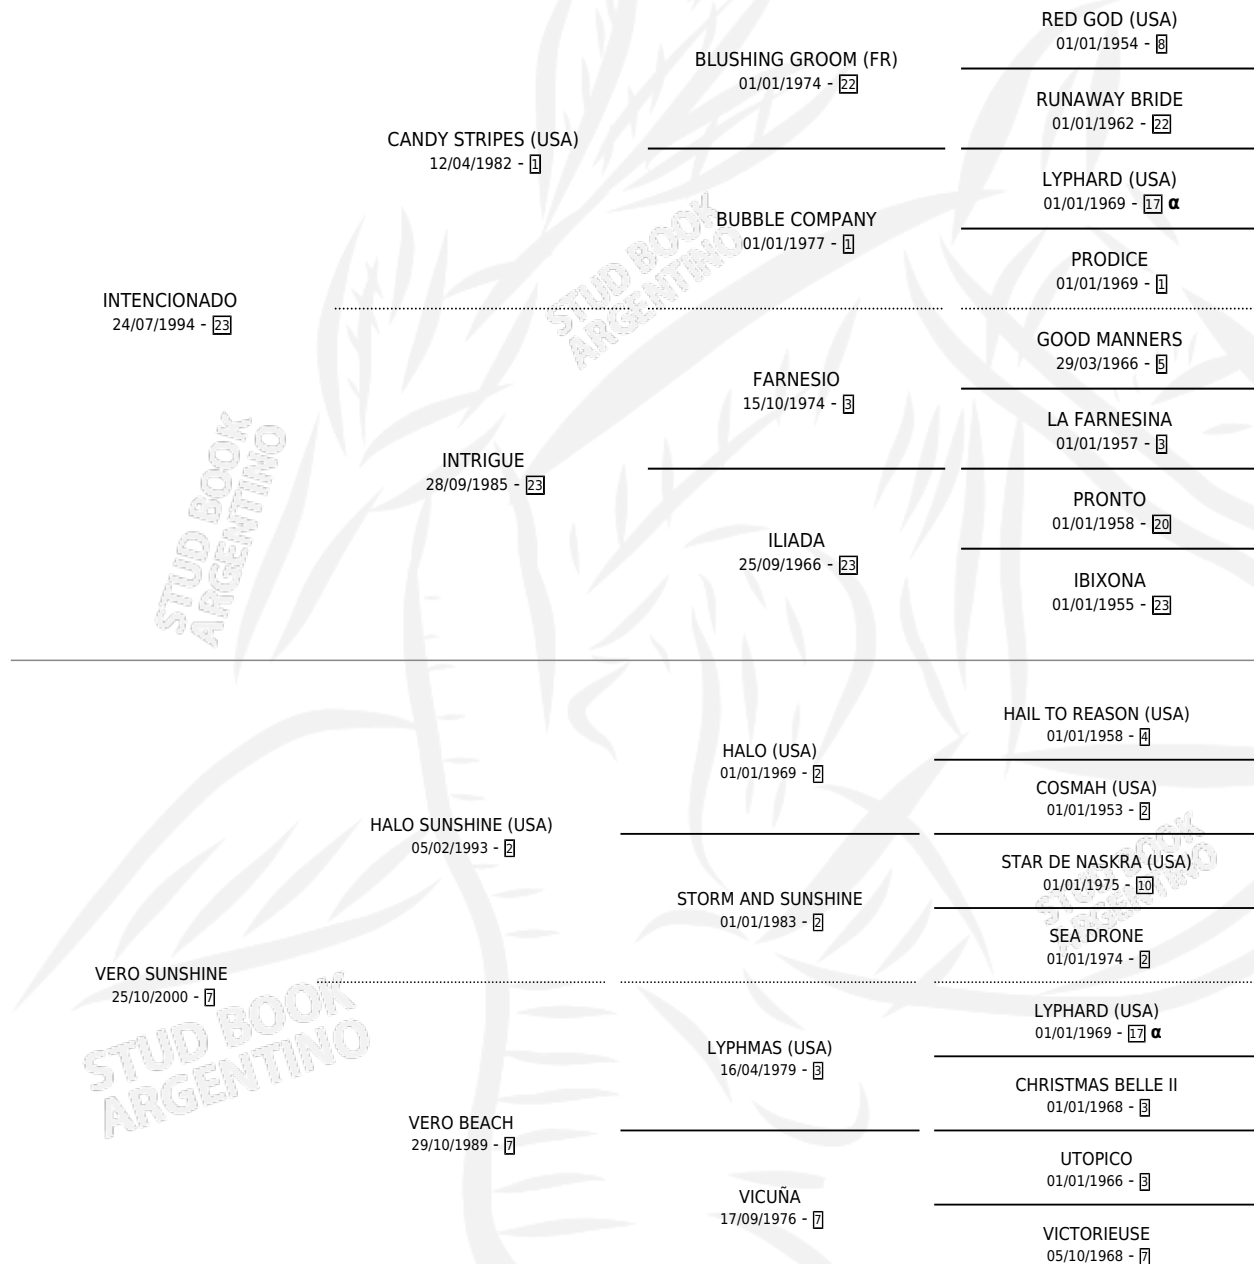 RED GOD (USA)
01/01/1954 - 8
BLUSHING GROOM (FR)
01/01/1974 - 22
RUNAWAY BRIDE
01/01/1962 - 22
CANDY STRIPES (USA)
12/04/1982 - 1
LYPHARD (USA)
01/01/1969 - 17 α
BUBBLE COMPANY
01/01/1977 - 1
PRODICE
01/01/1969 - 1
STUD BOOK
ARGENTINO
INTENCIONADO
24/07/1994 - 23
GOOD MANNERS
29/03/1966 - 5
FARNESIO
15/10/1974 - 3
LA FARNESINA
01/01/1957 - 3
INTRIGUE
28/09/1985 - 23
STUD BOOK
ARGENTINO
PRONTO
01/01/1958 - 20
ILIADA
25/09/1966 - 23
IBIXONA
01/01/1955 - 23
HAIL TO REASON (USA)
01/01/1958 - 4
HALO (USA)
01/01/1969 - 2
COSMAH (USA)
01/01/1953 - 2
HALO SUNSHINE (USA)
05/02/1993 - 2
STAR DE NASKRA (USA)
01/01/1975 - 10
STUD BOOK
ARGENTINO
STORM AND SUNSHINE
01/01/1983 - 2
SEA DRONE
01/01/1974 - 2
VERO SUNSHINE
25/10/2000 - 7
STUD BOOK
ARGENTINO
LYPHARD (USA)
01/01/1969 - 17 α
LYPHMAS (USA)
16/04/1979 - 3
CHRISTMAS BELLE II
01/01/1968 - 3
VERO BEACH
29/10/1989 - 7
UTOPICO
01/01/1966 - 3
VICUÑA
17/09/1976 - 7
VICTORIEUSE
05/10/1968 - 7